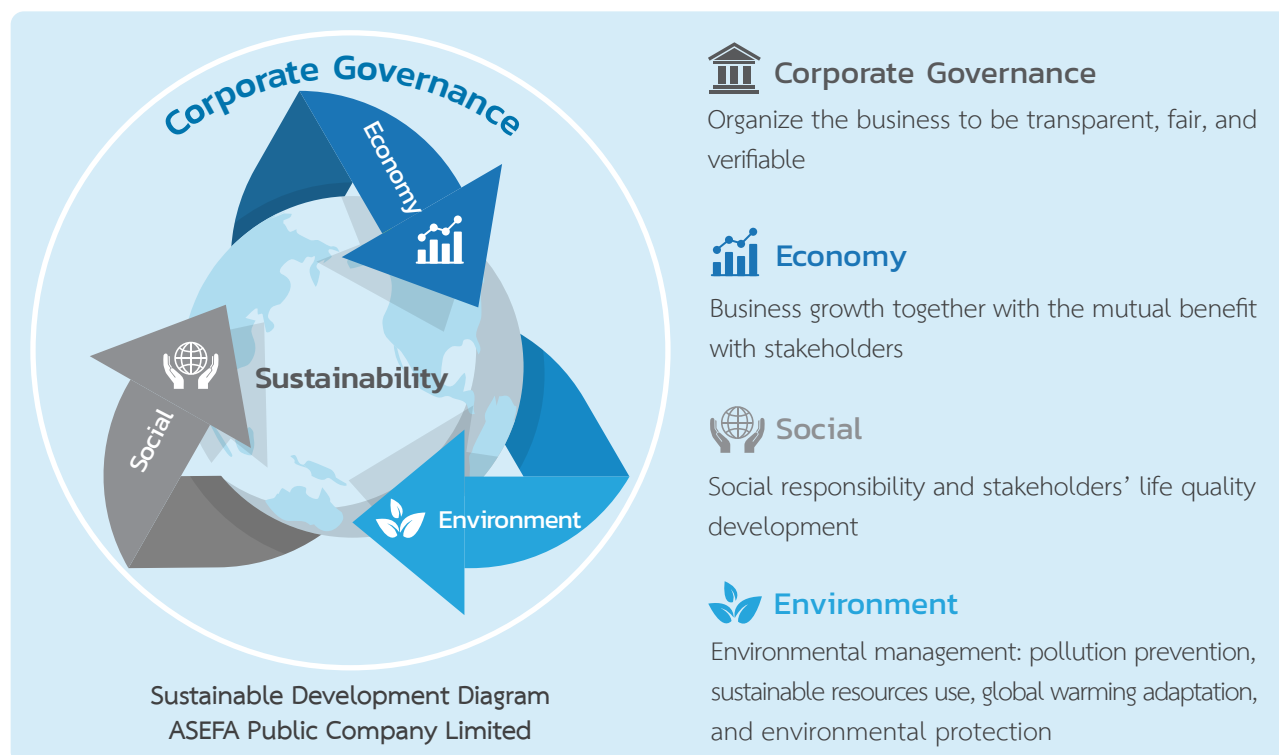 Corporate Governance
Economy
Sustainability
Social
Environment
Sustainable Development Diagram
ASEFA Public Company Limited
Corporate Governance
Organize the business to be transparent, fair, and
verifiable
Economy
Business growth together with the mutual benefit
with stakeholders
Social
Social responsibility and stakeholders’ life quality
development
Environment
Environmental management: pollution prevention,
sustainable resources use, global warming adaptation,
and environmental protection